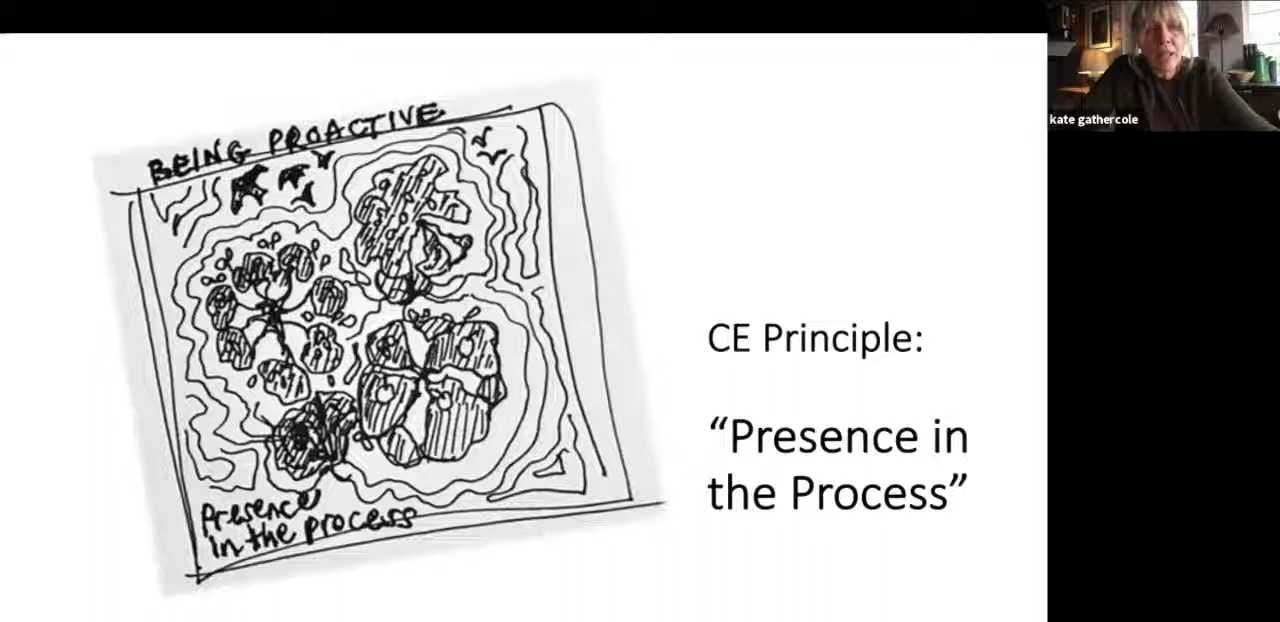 BEING PROACTIVE
Presence
in the process
CE Principle:
“Presence in
the Process”
kate gathercole